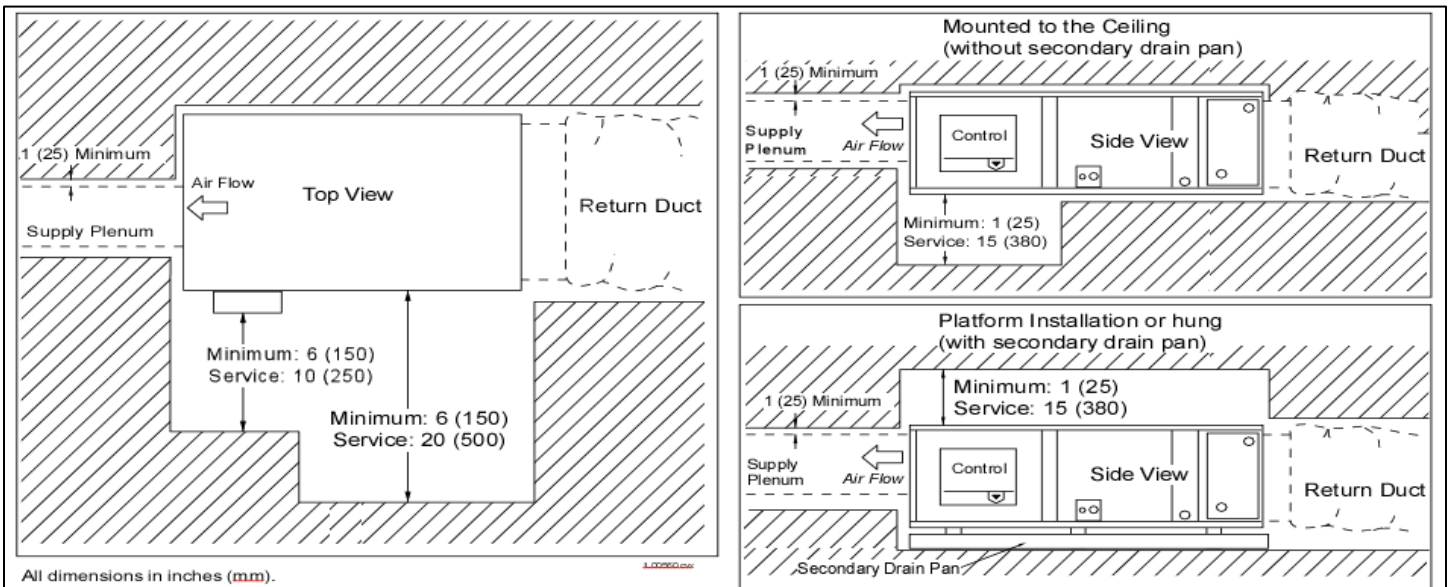 1 (25) Minimum
Air Flow
Top View
Return Duct
Supply Plenum
Minimum: 6 (150)
Service: 10 (250)
Minimum: 6 (150)
Service: 20 (500)
All dimensions in inches (mm).
Mounted to the Ceiling
(without secondary drain pan)
1 (25) Minimum
Supply
Plenum
Air Flow
Control
Side View
Return Duct
Minimum: 1 (25)
Service: 15 (380)
Platform Installation or hung
(with secondary drain pan)
Minimum: 1 (25)
Service: 15 (380)
1 (25) Minimum
Supply
Plenum
Air Flow
Control
Side View
Return Duct
Secondary Drain Pan